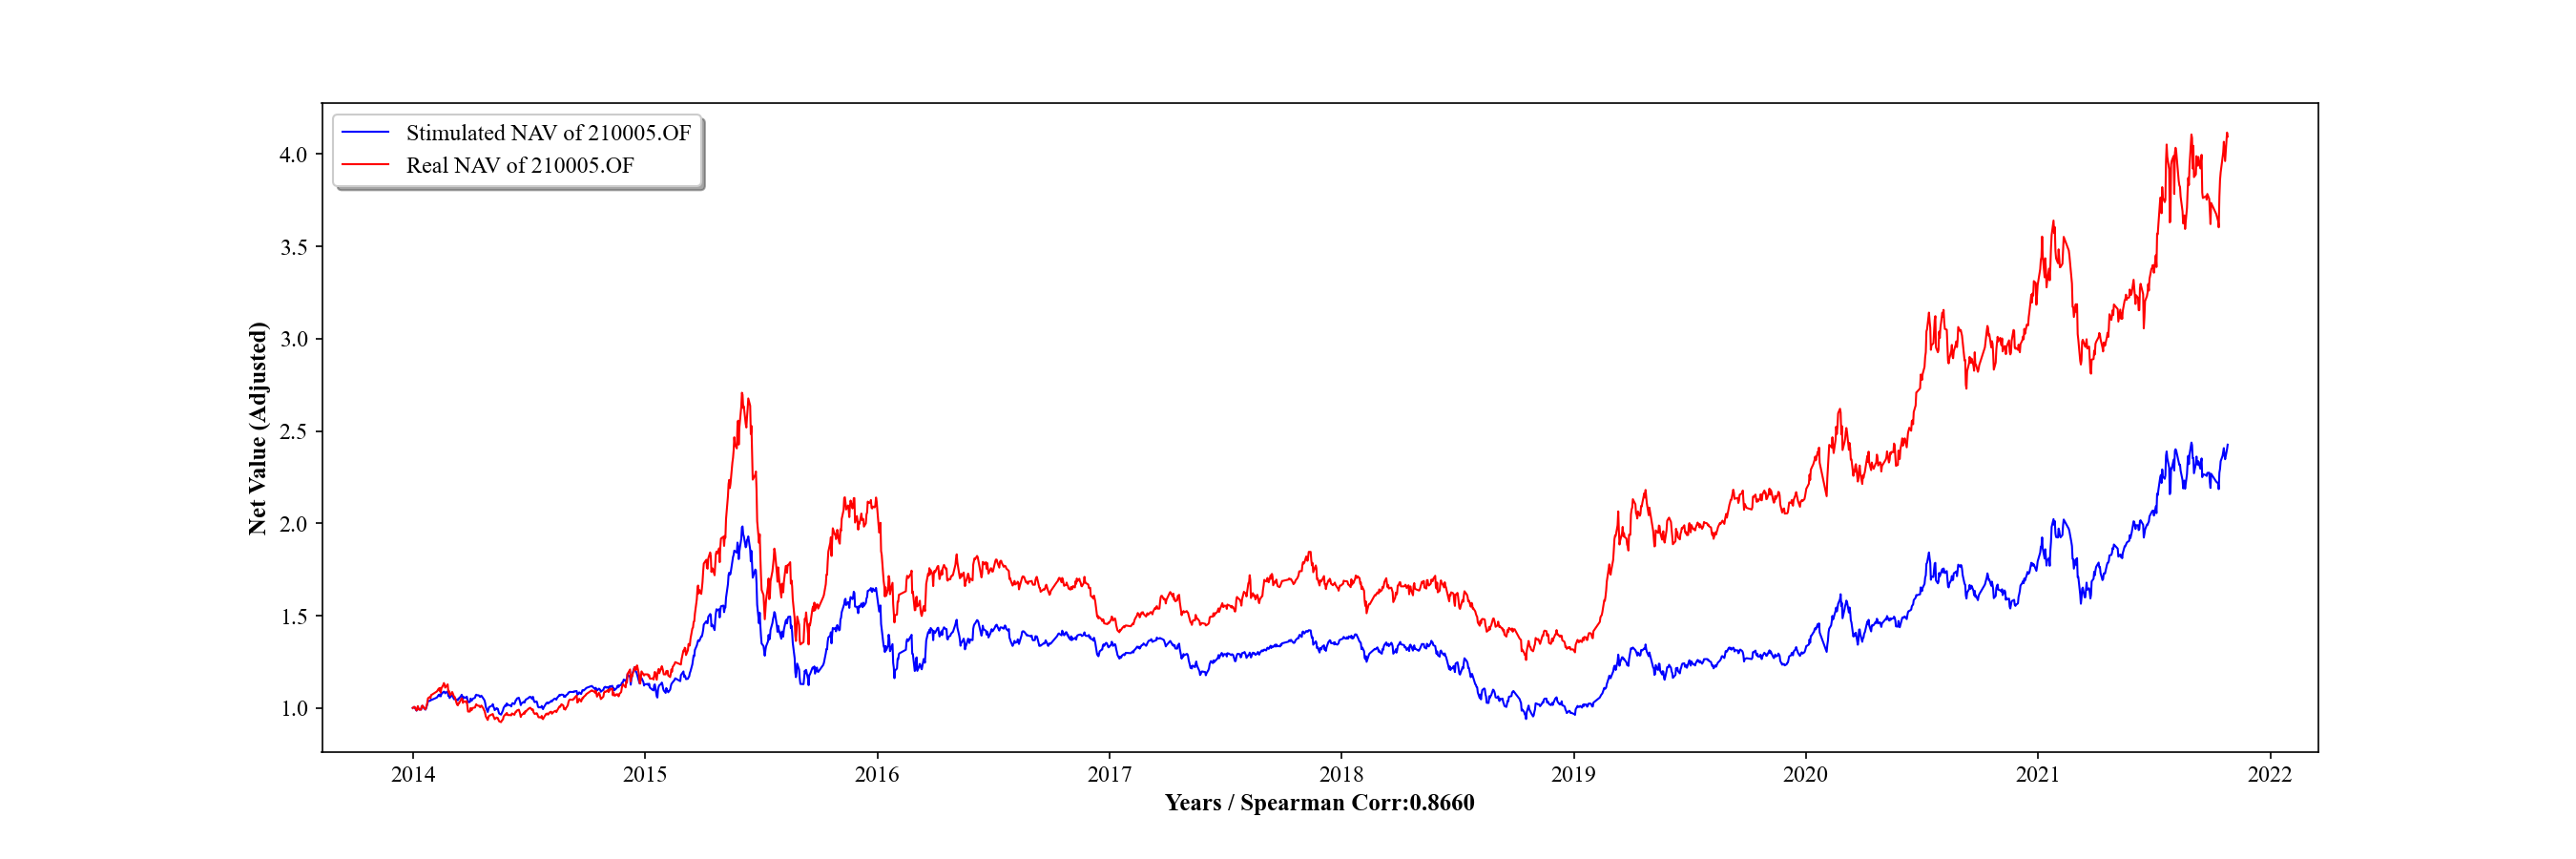 Stimulated NAV of 210005.OF
Real NAV of 210005.OF
Net Value (Adjusted)
4.0
3.5
3.0
2.5
2.0
1.5
1.0
2014 2015 2016 2017 2018 2019 2020 2021 2022
Years / Spearman Corr:0.8660